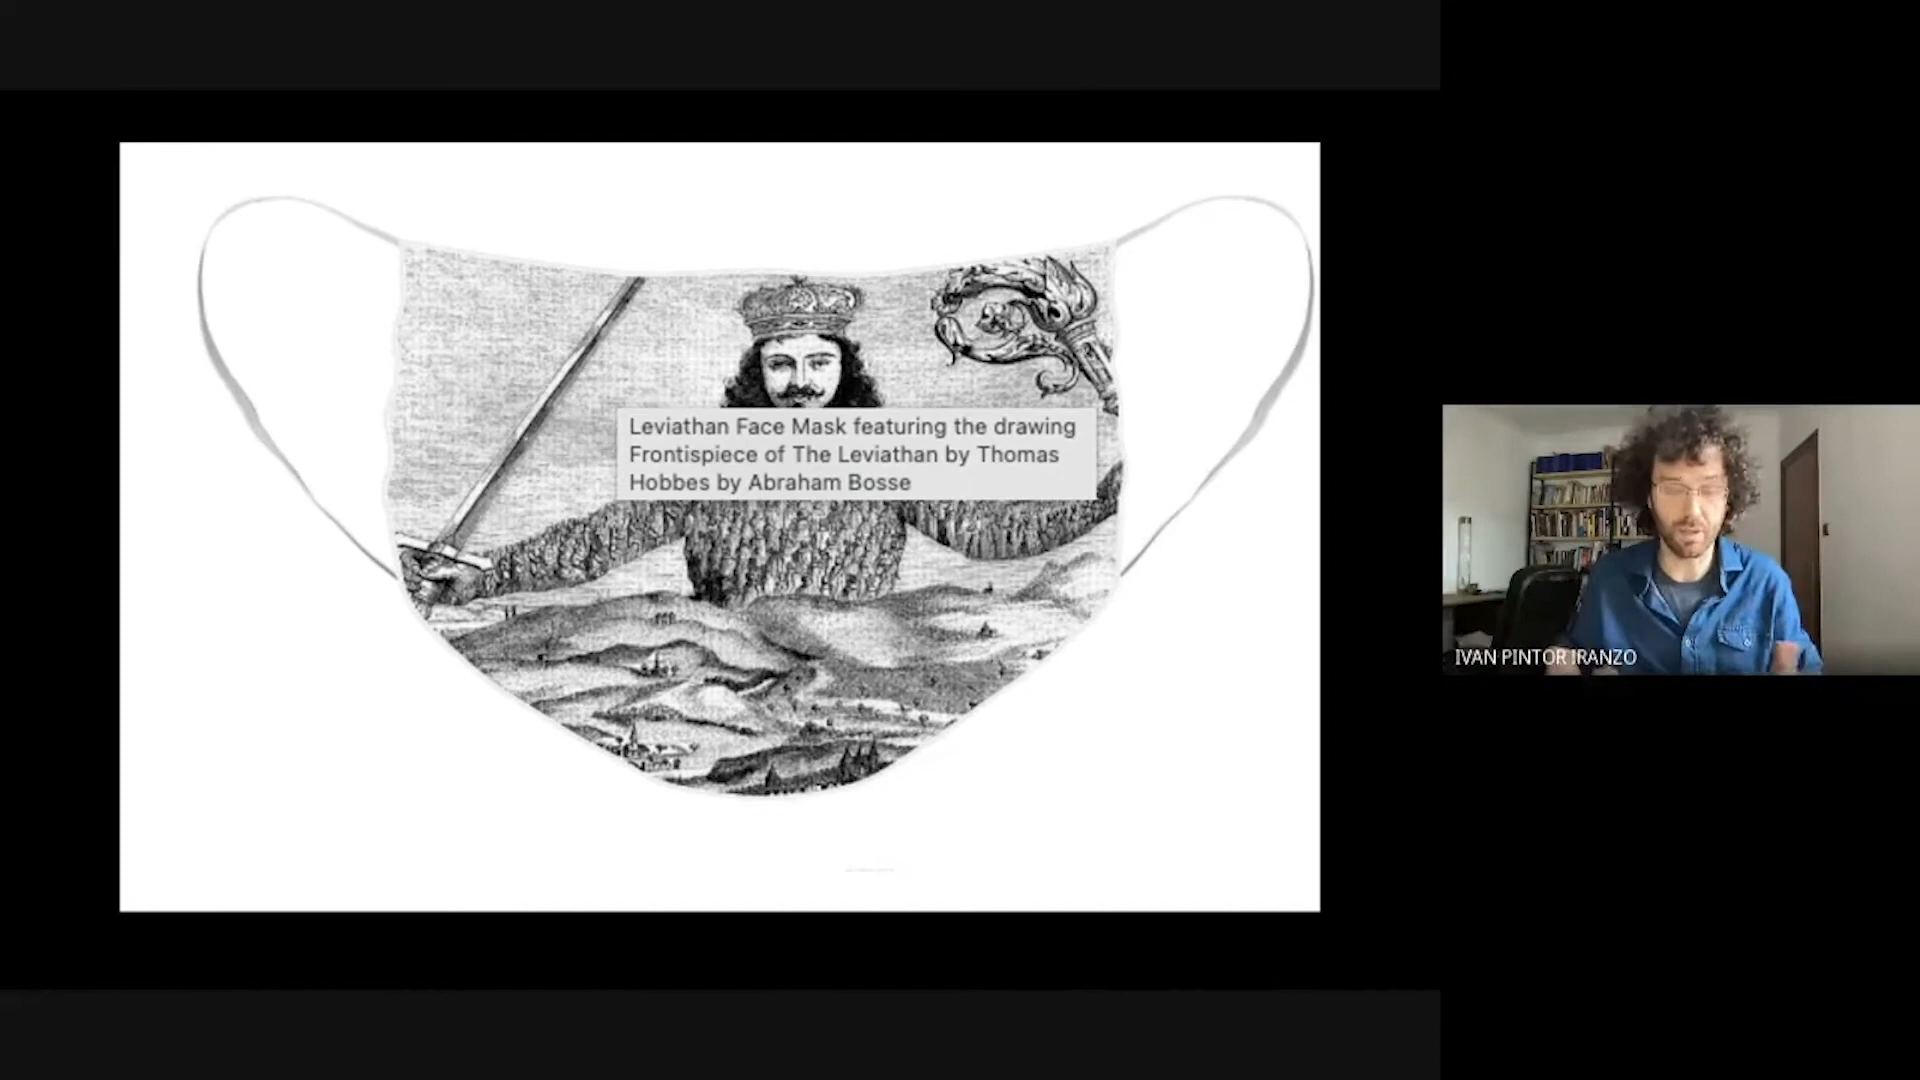 Leviathan Face Mask featuring the drawing
Frontispiece of The Leviathan by Thomas
Hobbes by Abraham Bosse
IVAN PINTOR IRANZO